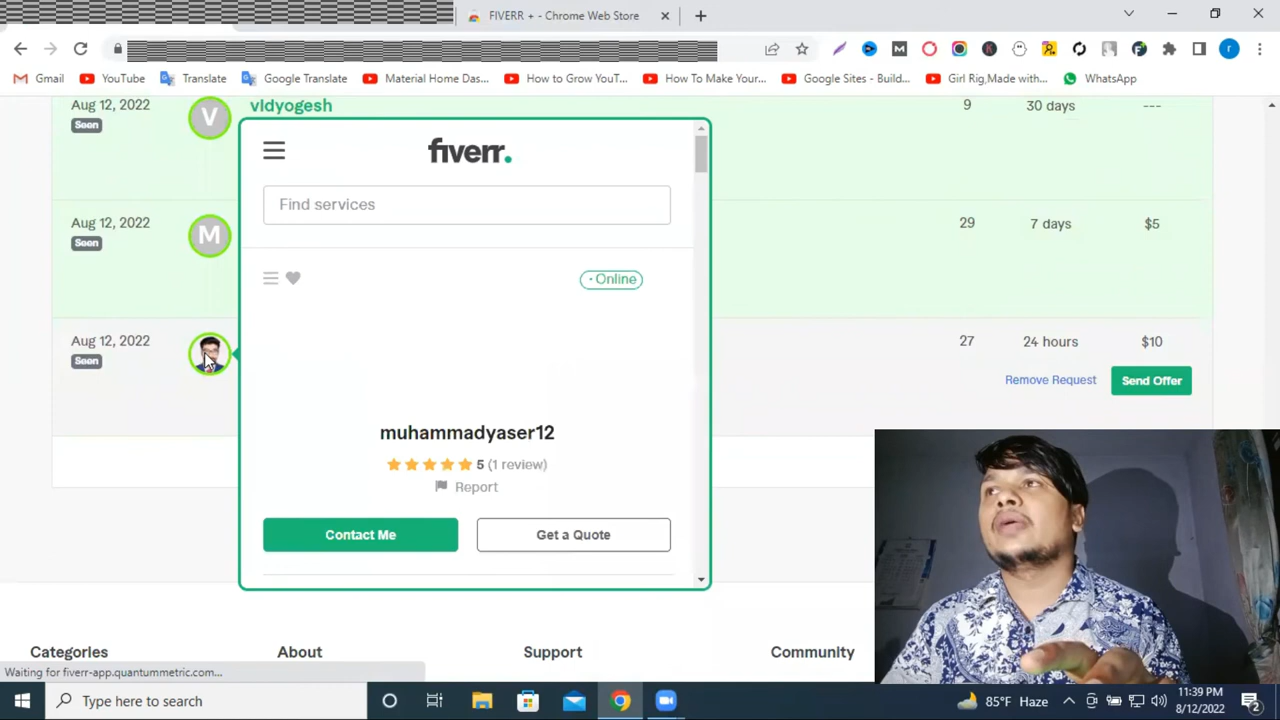 FIVERR + - Chrome Web Store
Gmail
YouTube
Translate
Google Translate
Material Home Das...
How to Grow YouT...
How To Make Your...
Google Sites - Build...
Girl Rig,Made with...
WhatsApp
Aug 12, 2022
Seen
V
vldyogesh
9
30 days
---
fiverr.
Find services
Aug 12, 2022
Seen
M
29
7 days
$5
Online
Aug 12, 2022
Seen
27
24 hours
$10
Remove Request
Send Offer
muhammadyaser12
5 (1 review)
Report
Contact Me
Get a Quote
Categories
About
Support
Community
Waiting for fiverr-app.quantummetric.com...
Type here to search
85°F Haze
11:39 PM
8/12/2022
2